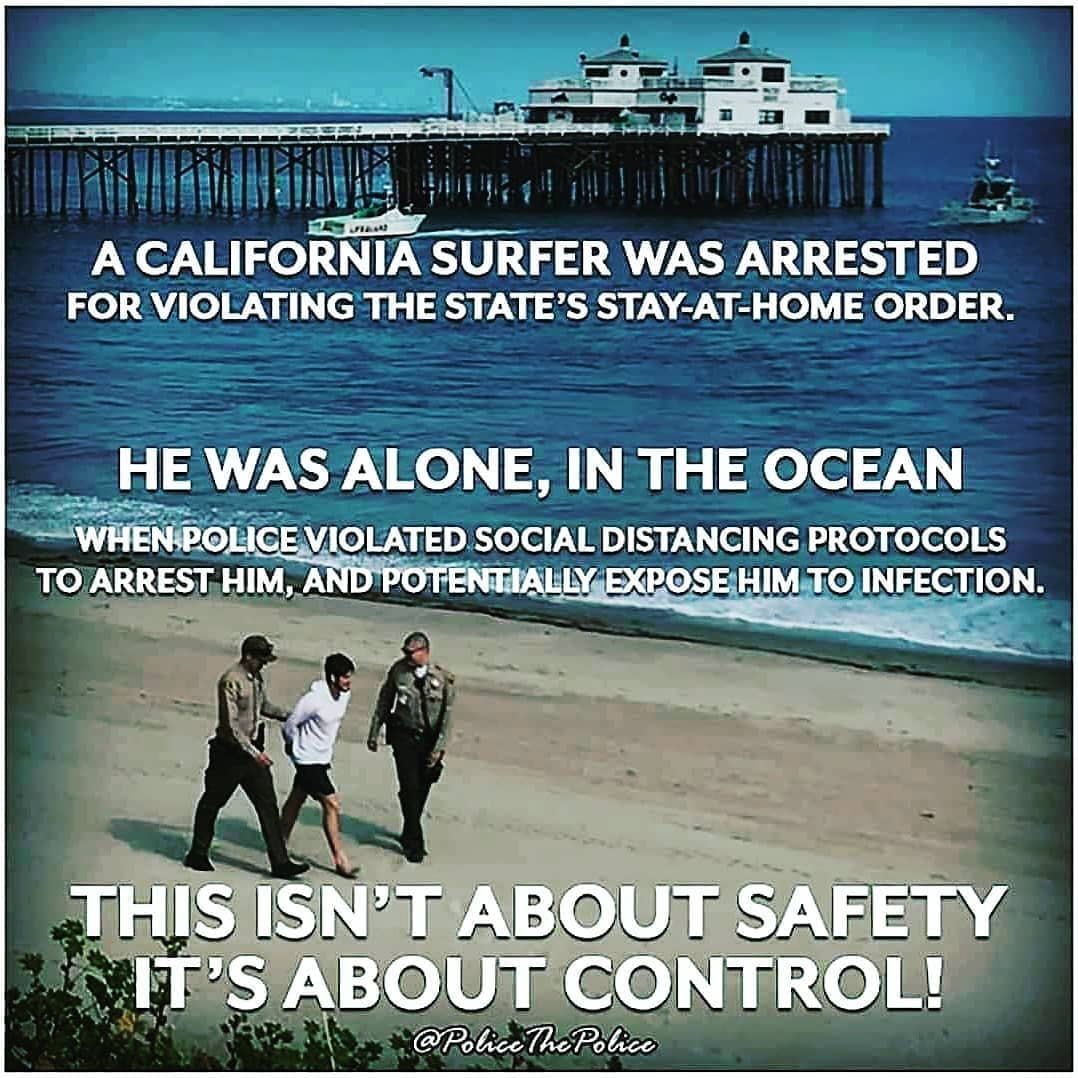 LIFEGUARD
A CALIFORNIA SURFER WAS ARRESTED
FOR VIOLATING THE STATE'S STAY-AT-HOME ORDER.
HE WAS ALONE, IN THE OCEAN
WHEN POLICE VIOLATED SOCIAL DISTANCING PROTOCOLS
TO ARREST HIM, AND POTENTIALLY EXPOSE HIM TO INFECTION.
THIS ISN'T ABOUT SAFETY
IT'S ABOUT CONTROL!
@PoliceThePolice